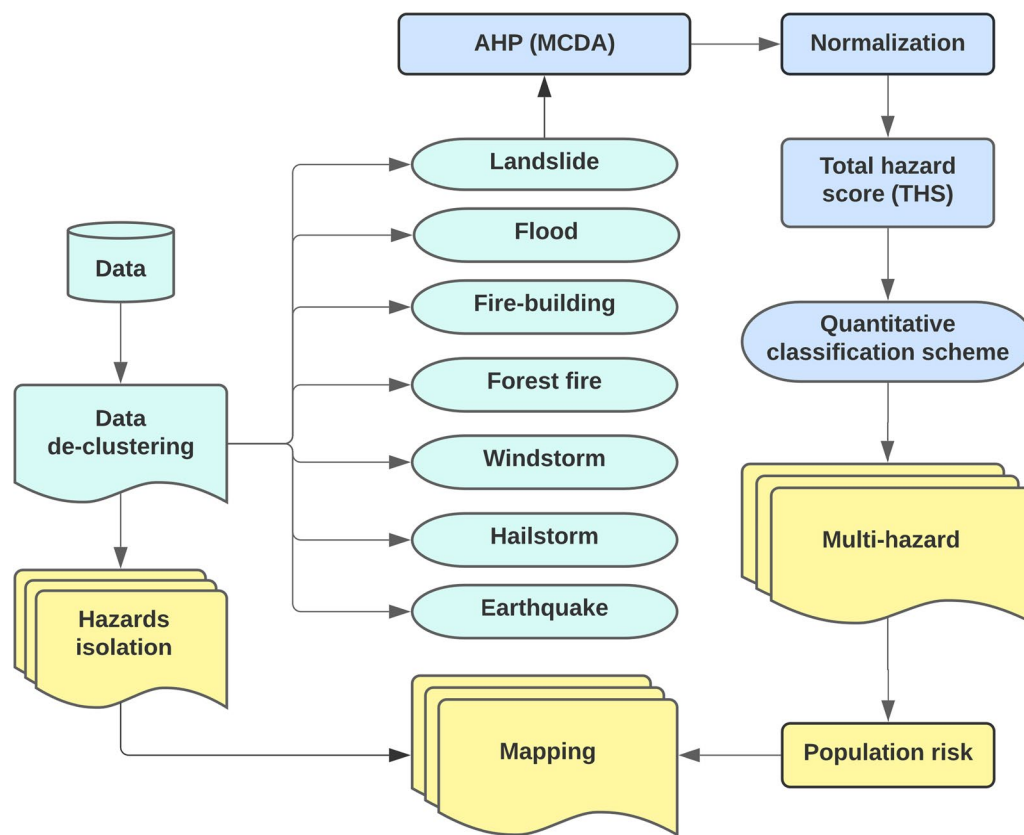 AHP (MCDA)
Normalization
Landslide
Total hazard
score (THS)
Flood
Data
Fire-building
Quantitative
classification scheme
Forest fire
Data
de-clustering
Windstorm
Hailstorm
Multi-hazard
Earthquake
Hazards
isolation
Mapping
Population risk